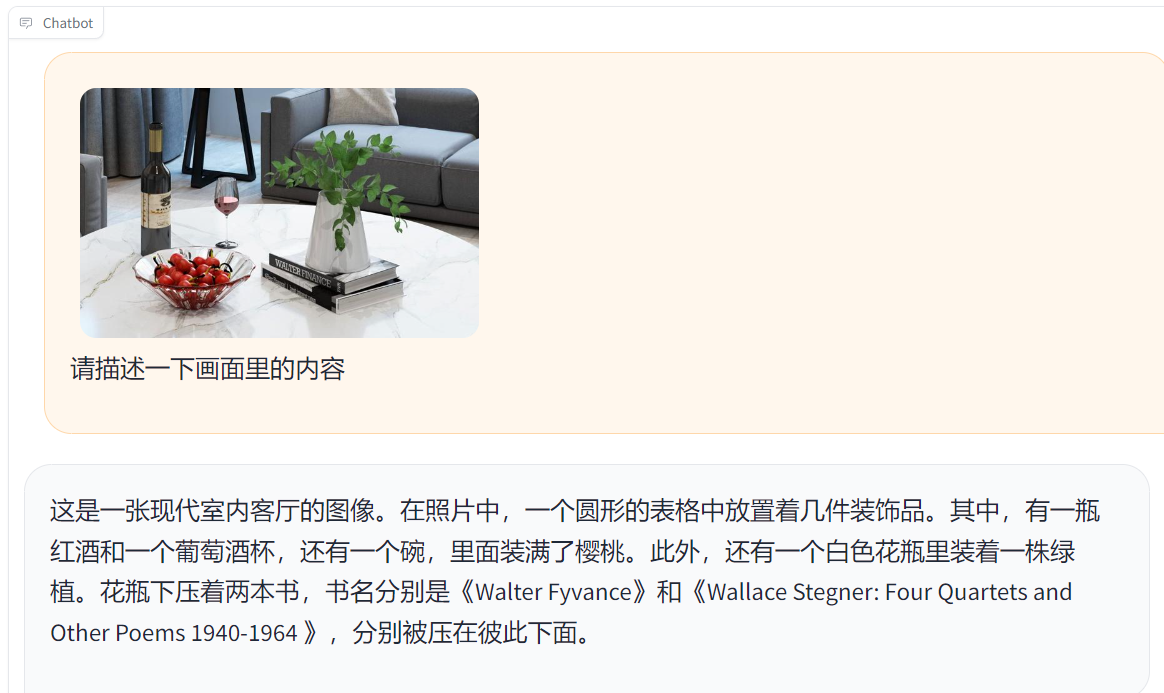 Chatbot
WALTER FINANCE
请描述一下画面里的内容
这是一张现代室内客厅的图像。在照片中，一个圆形的表格中放置着几件装饰品。其中，有一瓶
红酒和一个葡萄酒杯，还有一个碗，里面装满了樱桃。此外，还有一个白色花瓶里装着一株绿
植。花瓶下压着两本书，书名分别是《Walter Fyvance》和《Wallace Stegner: Four Quartets and
Other Poems 1940-1964 》，分别被压在彼此下面。